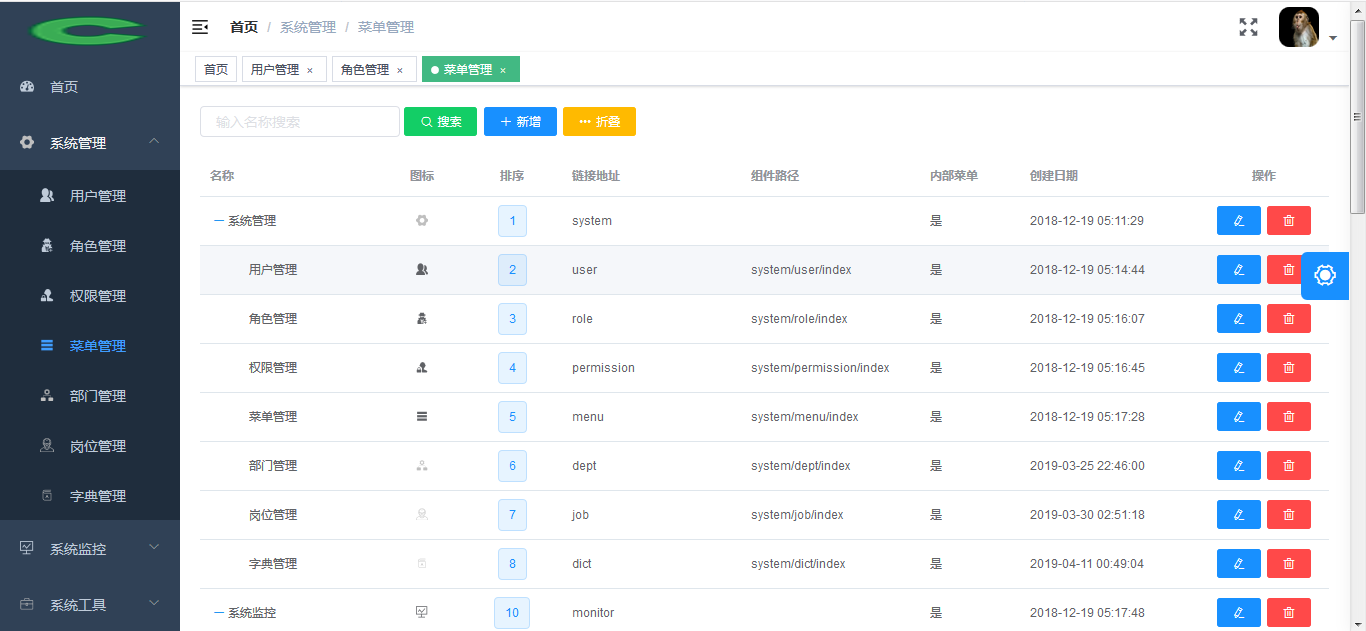 首页 / 系统管理 / 菜单管理
首页 用户管理 × 角色管理 × 菜单管理 ×
首页
系统管理
用户管理
角色管理
权限管理
菜单管理
部门管理
岗位管理
字典管理
系统监控
系统工具
输入名称搜索 搜索 新增 折叠
名称 图标 排序 链接地址 组件路径 内部菜单 创建日期 操作
系统管理 1 system 是 2018-12-19 05:11:29
用户管理 2 user system/user/index 是 2018-12-19 05:14:44
角色管理 3 role system/role/index 是 2018-12-19 05:16:07
权限管理 4 permission system/permission/index 是 2018-12-19 05:16:45
菜单管理 5 menu system/menu/index 是 2018-12-19 05:17:28
部门管理 6 dept system/dept/index 是 2019-03-25 22:46:00
岗位管理 7 job system/job/index 是 2019-03-30 02:51:18
字典管理 8 dict system/dict/index 是 2019-04-11 00:49:04
系统监控 10 monitor 是 2018-12-19 05:17:48